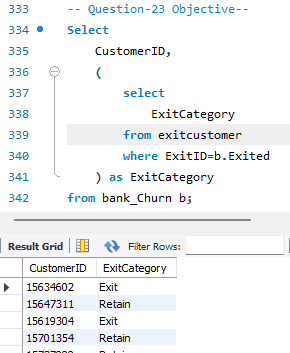 333 -- Question-23 Objective--
334 Select
335 CustomerID,
336 (
337 select
338 ExitCategory
339 from exitcustomer
340 where ExitID=b.Exited
341 ) as ExitCategory
342 from bank_Churn b;
Result Grid Filter Rows:
CustomerID ExitCategory
15634602 Exit
15647311 Retain
15619304 Exit
15701354 Retain